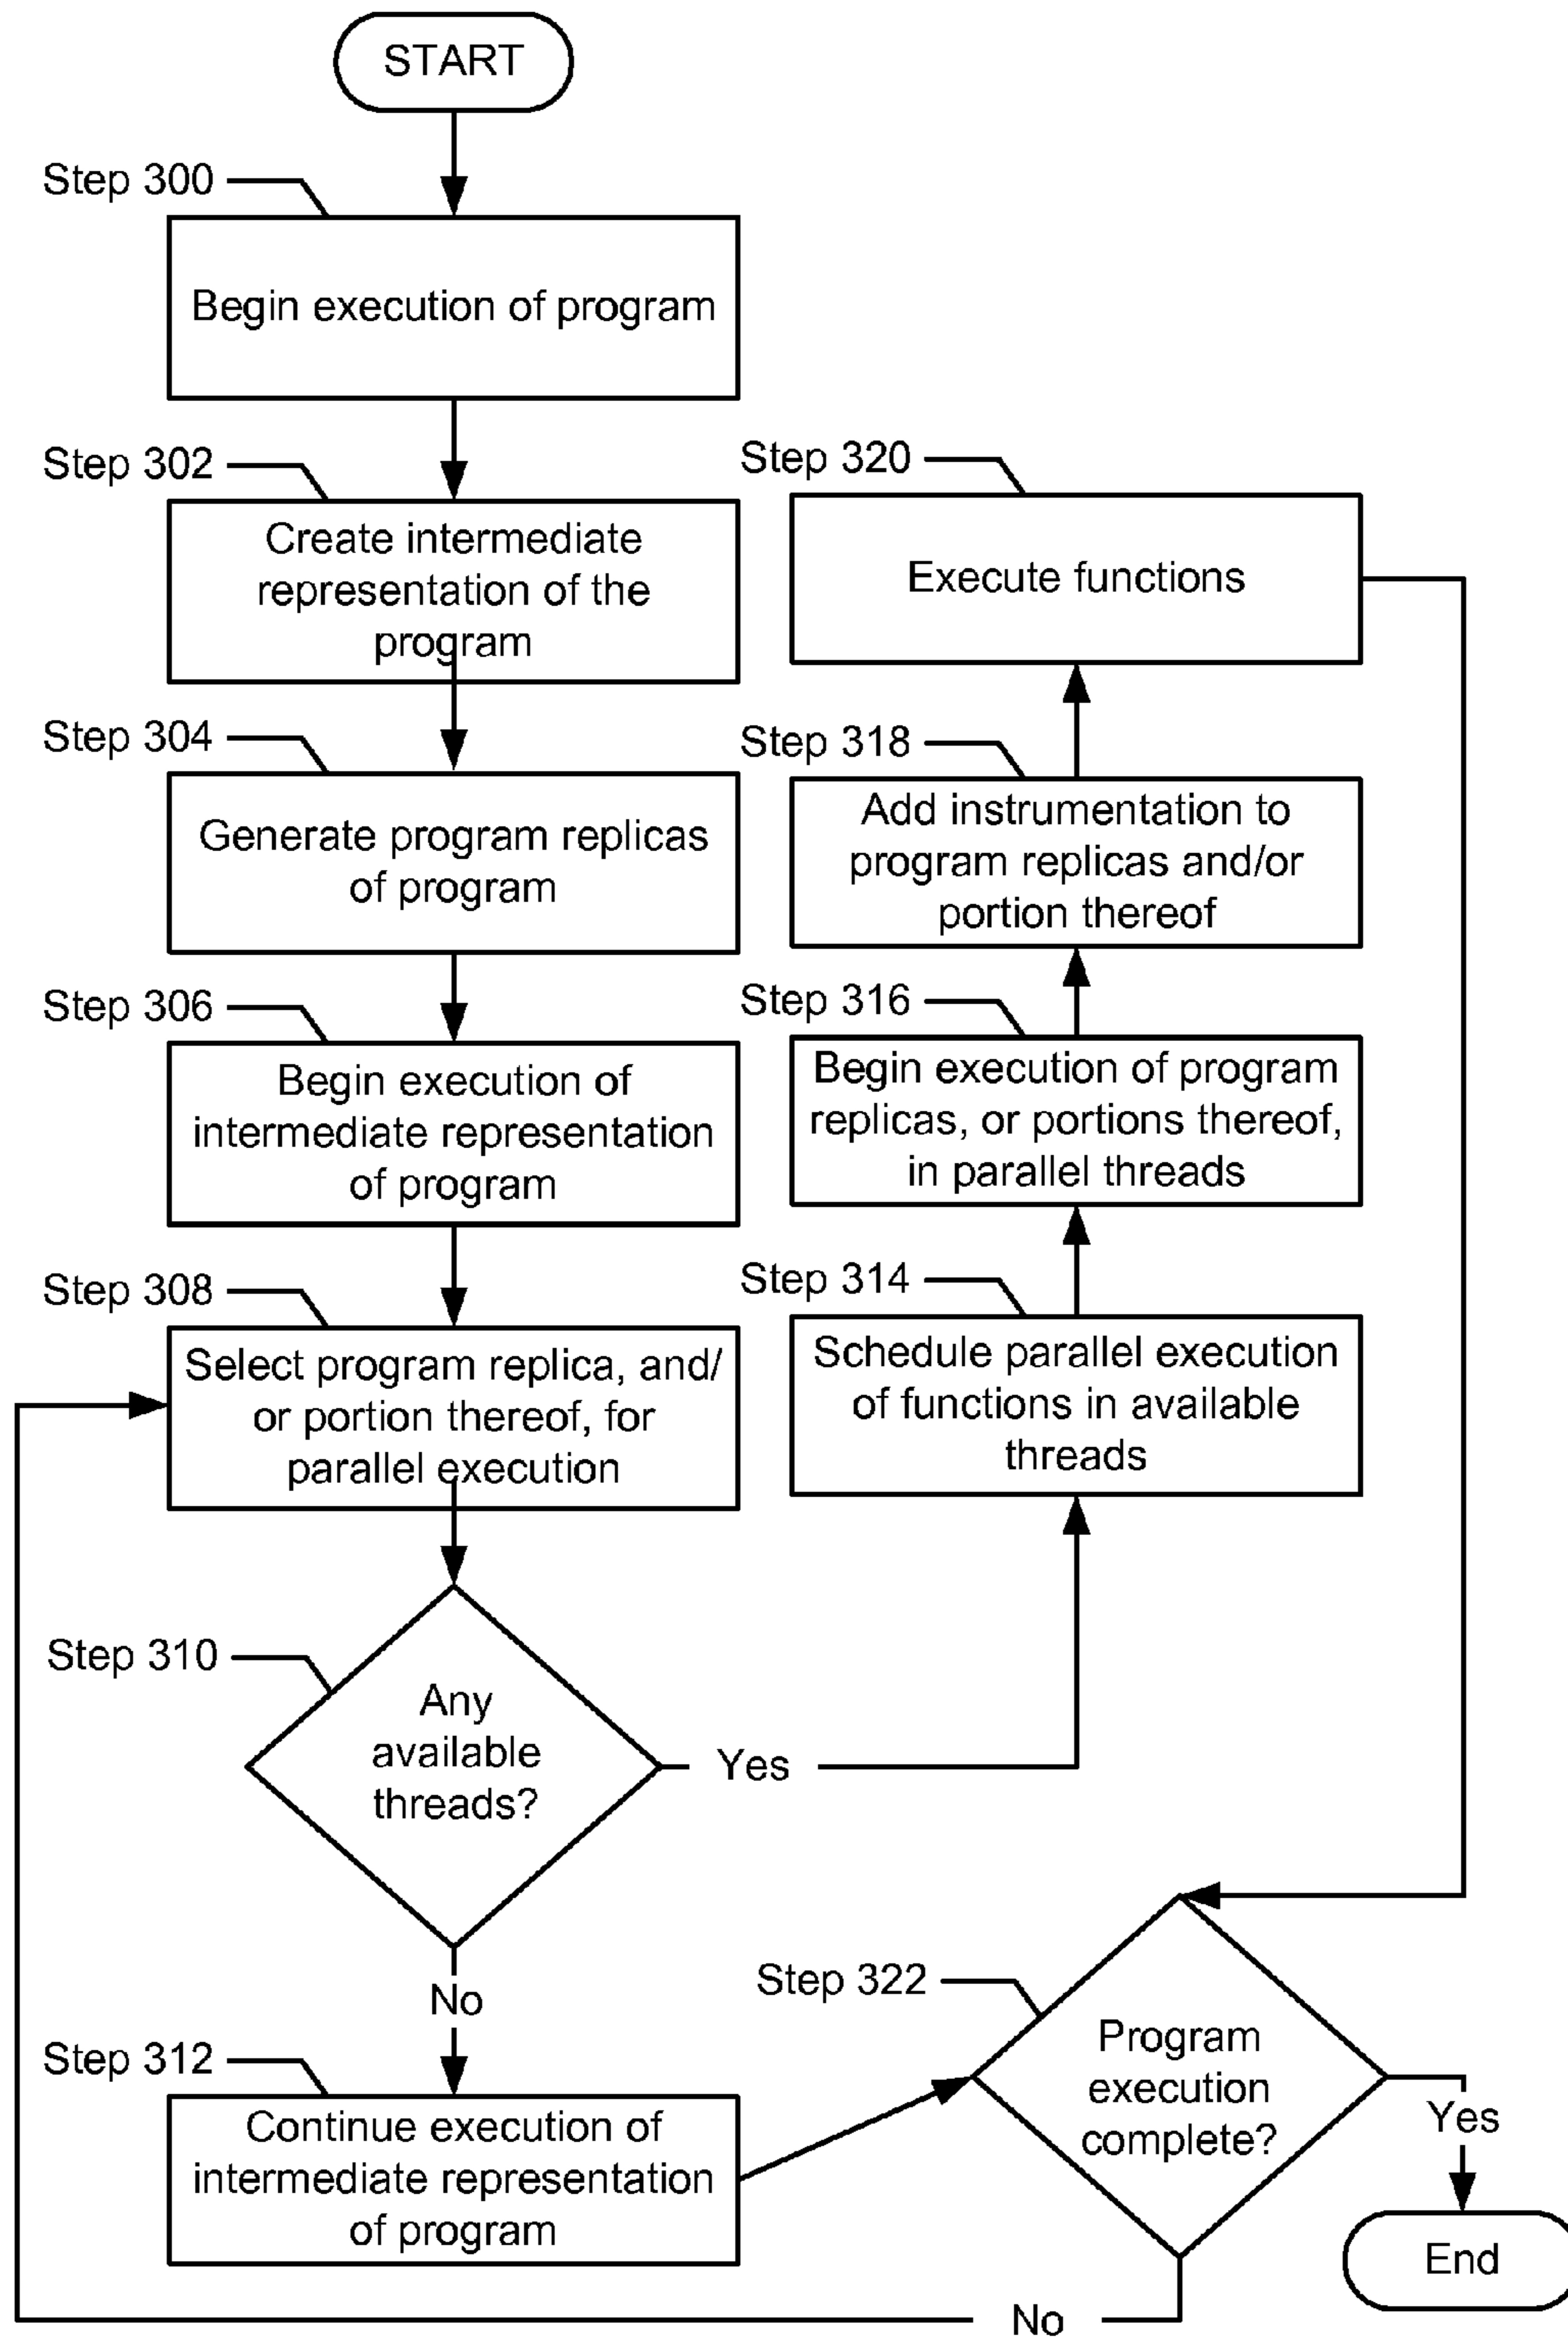 START
Step 300
Begin execution of program
Step 302
Create intermediate
representation of the
program
Step 304
Generate program replicas
of program
Step 306
Begin execution of
intermediate representation
of program
Step 308
Select program replica, and/
or portion thereof, for
parallel execution
Step 310
Any
available
threads?
Yes
No
Step 312
Continue execution of
intermediate representation
of program
Step 314
Schedule parallel execution
of functions in available
threads
Step 316
Begin execution of program
replicas, or portions thereof,
in parallel threads
Step 318
Add instrumentation to
program replicas and/or
portion thereof
Step 320
Execute functions
Step 322
Program
execution
complete?
Yes
End
No